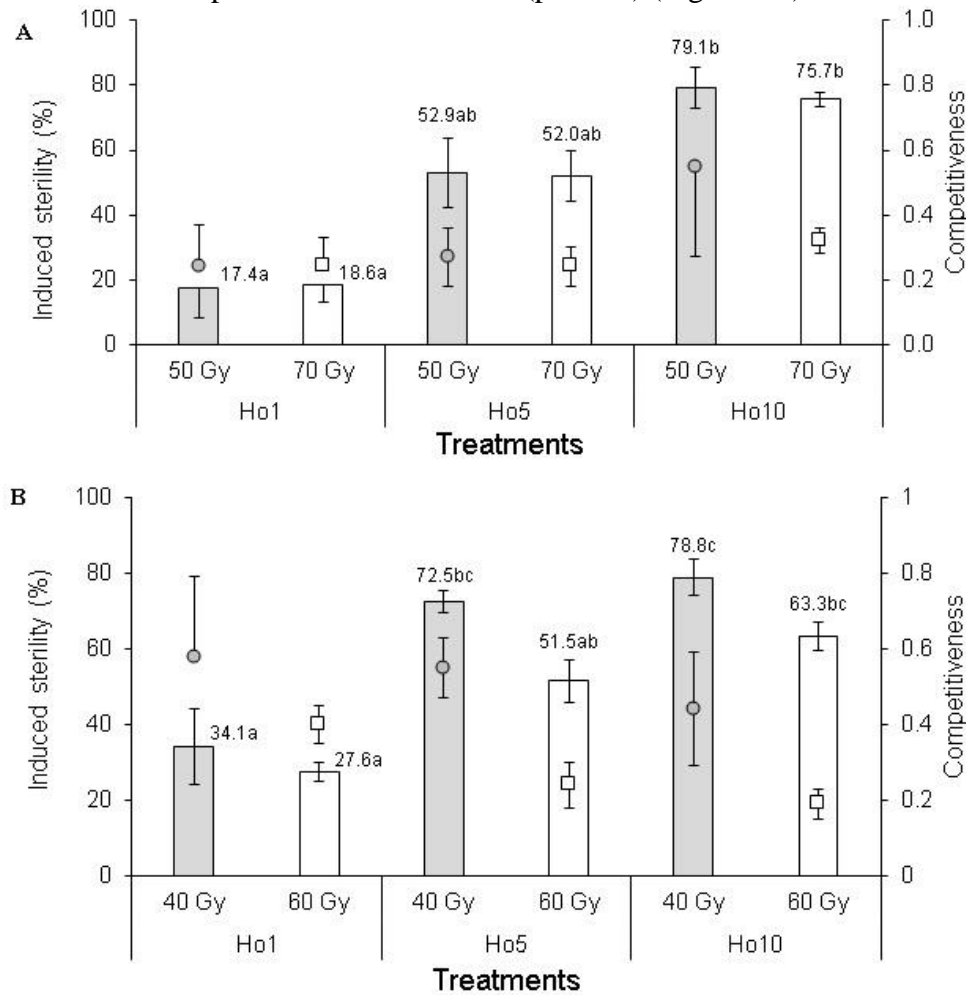 A
Induced sterility (%)
Competitiveness
100
80
60
40
20
0
1.0
0.8
0.6
0.4
0.2
0.0
17.4a
18.6a
52.9ab
52.0ab
79.1b
75.7b
50 Gy 70 Gy 50 Gy 70 Gy 50 Gy 70 Gy
Ho1 Ho5 Ho10
Treatments
B
Induced sterility (%)
Competitiveness
100
80
60
40
20
0
1
0.8
0.6
0.4
0.2
0
34.1a
27.6a
72.5bc
51.5ab
78.8c
63.3bc
40 Gy 60 Gy 40 Gy 60 Gy 40 Gy 60 Gy
Ho1 Ho5 Ho10
Treatments